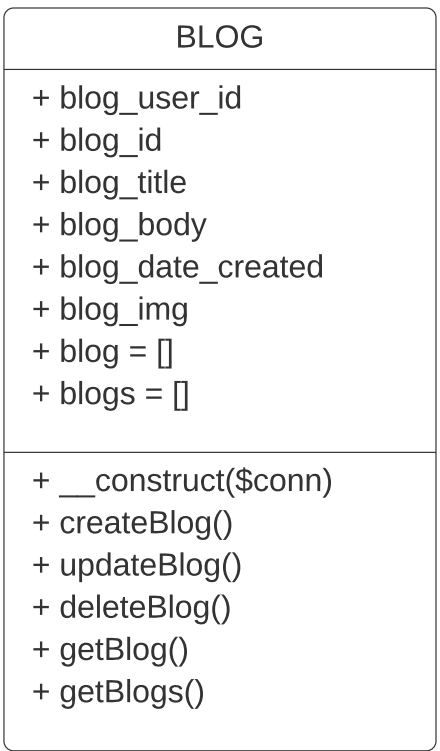 BLOG
+ blog_user_id
+ blog_id
+ blog_title
+ blog_body
+ blog_date_created
+ blog_img
+ blog = []
+ blogs = []
+ __construct($conn)
+ createBlog()
+ updateBlog()
+ deleteBlog()
+ getBlog()
+ getBlogs()